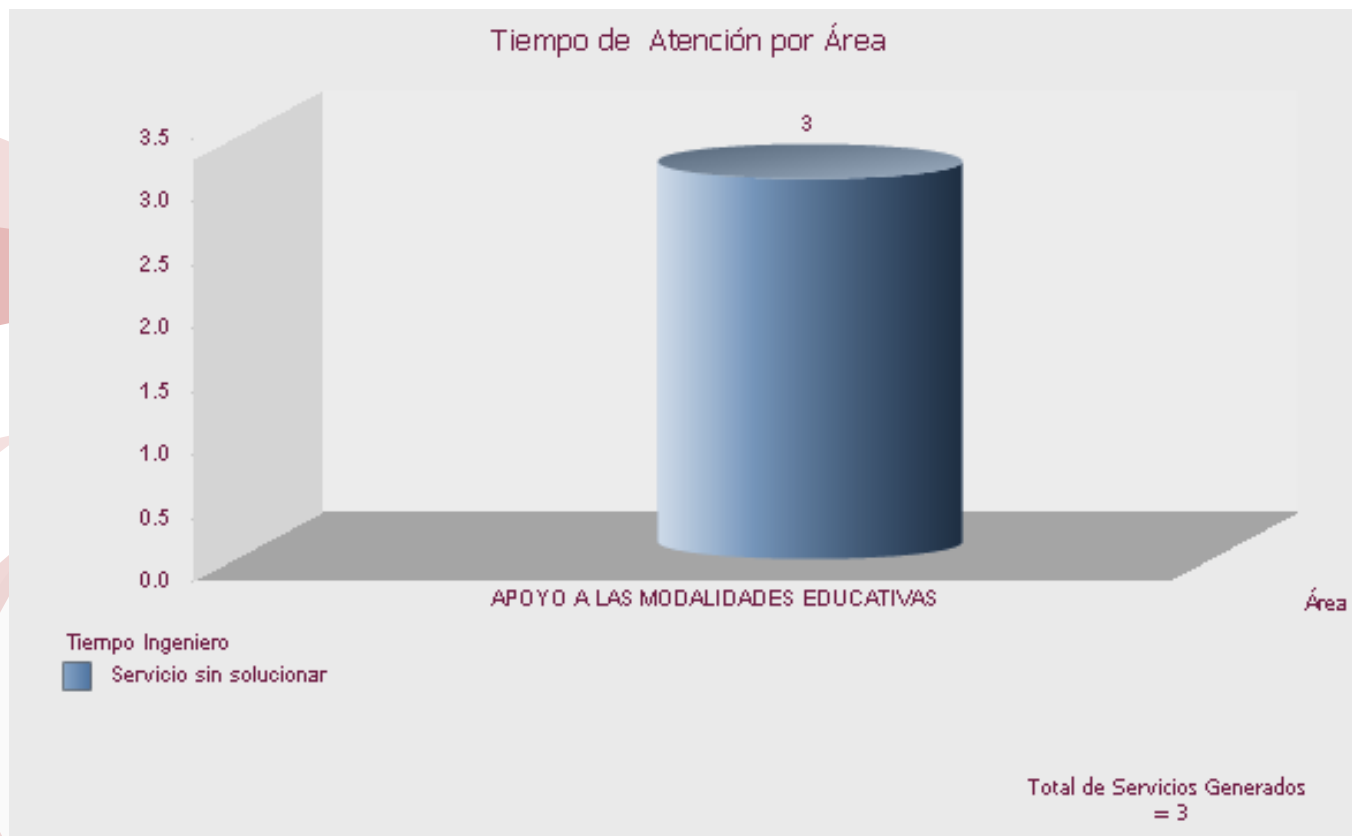 Tiempo de Atención por Área
3
3.5
3.0
2.5
2.0
1.5
1.0
0.5
0.0
APOYO A LAS MODALIDADES EDUCATIVAS
Área
Tiempo Ingeniero
Servicio sin solucionar
Total de Servicios Generados
= 3